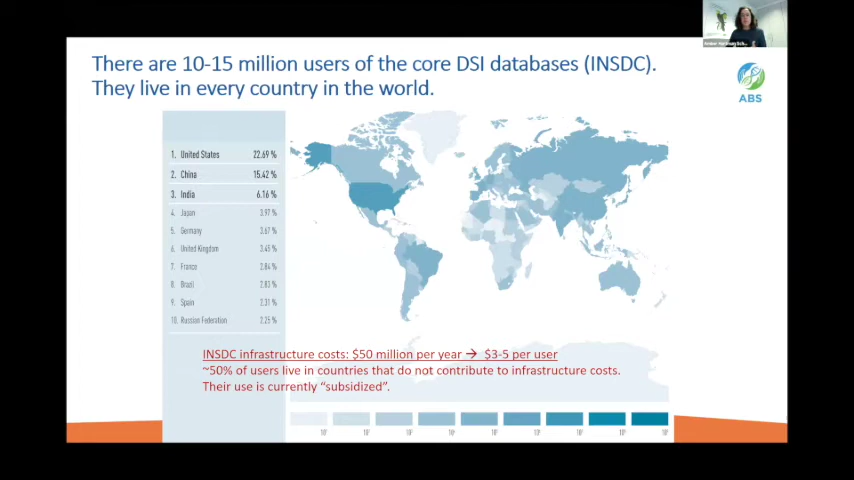 There are 10-15 million users of the core DSI databases (INSDC).
They live in every country in the world.
ABS
1. United States 22.69 %
2. China 15.42 %
3. India 6.16 %
4. Japan 3.97 %
5. Germany 3.67 %
6. United Kingdom 3.45 %
7. France 2.84 %
8. Brazil 2.83 %
9. Spain 2.31 %
10. Russian Federation 2.25 %
INSDC infrastructure costs: $50 million per year → $3-5 per user
~50% of users live in countries that do not contribute to infrastructure costs.
Their use is currently “subsidized”.